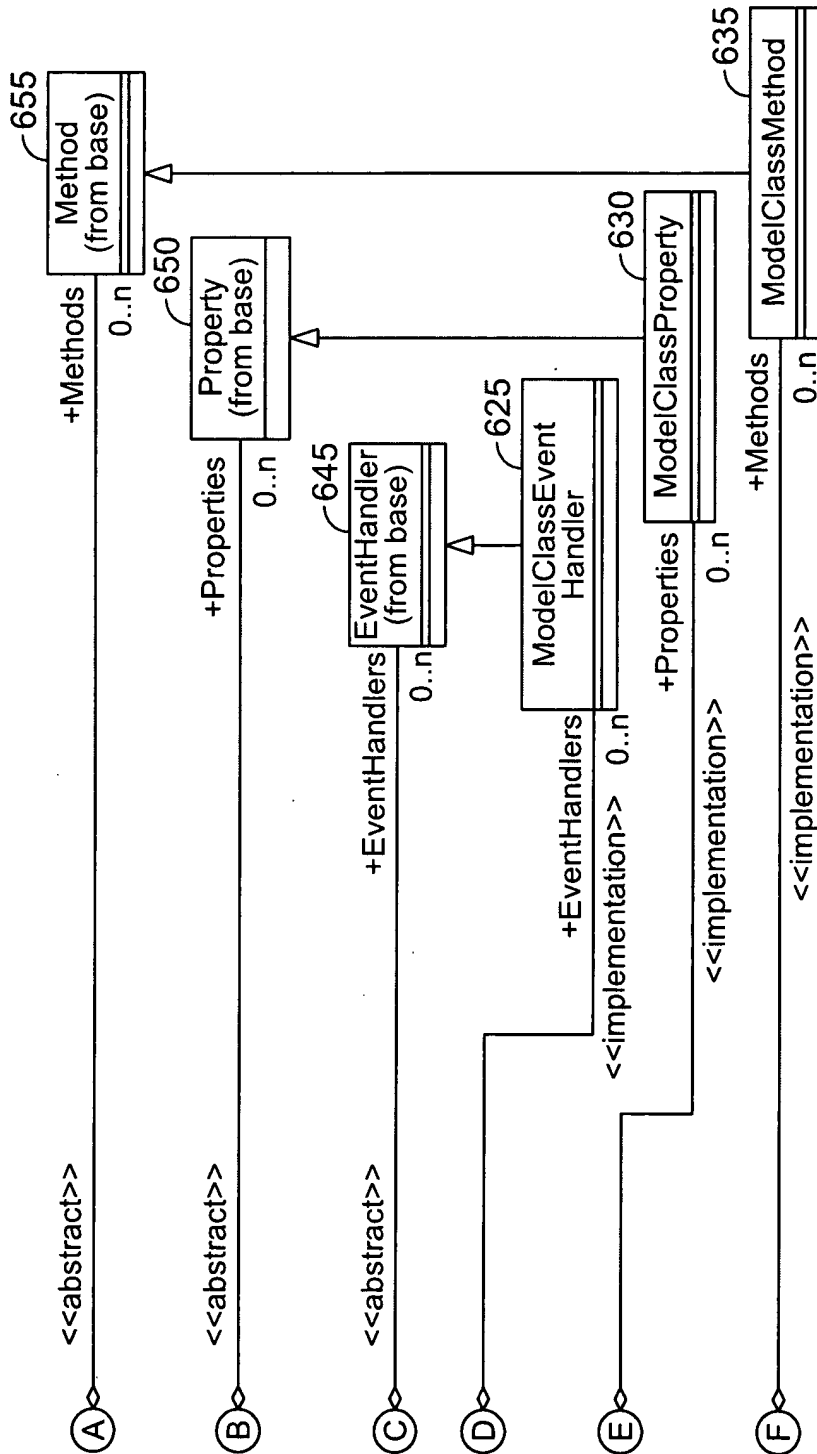 A
<<abstract>>
+Methods
0..n
655
Method
(from base)
B
<<abstract>>
+Properties
0..n
650
Property
(from base)
C
<<abstract>>
+EventHandlers
0..n
645
EventHandler
(from base)
D
+EventHandlers
<<implementation>>
0..n
625
ModelClassEvent
Handler
E
+Properties
<<implementation>>
0..n
630
ModelClassProperty
F
+Methods
<<implementation>>
0..n
635
ModelClassMethod